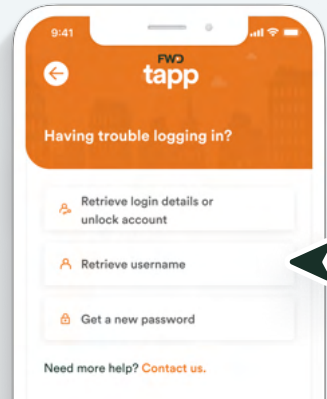 9:41
FWD
tapp
Having trouble logging in?
Retrieve login details or
unlock account
Retrieve username
Get a new password
Need more help? Contact us.